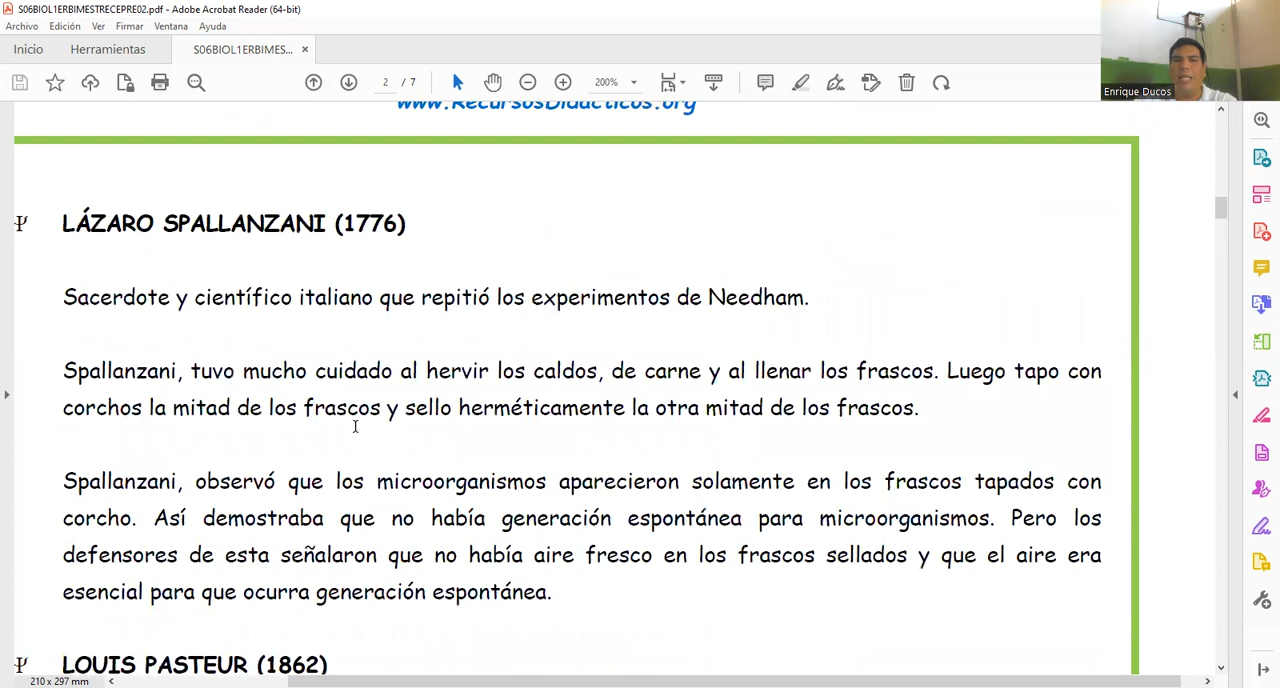 S06BIOL1ERBIMESTRECEPRE02.pdf - Adobe Acrobat Reader (64-bit)
Archivo Edición Ver Firmar Ventana Ayuda
Inicio Herramientas S06BIOL1ERBIMES... ×
2 / 7 200%
Enrique Ducos
www.RecursosDidacticos.org
Ψ LÁZARO SPALLANZANI (1776)
Sacerdote y científico italiano que repitió los experimentos de Needham.
Spallanzani, tuvo mucho cuidado al hervir los caldos, de carne y al llenar los frascos. Luego tapo con
corchos la mitad de los frascos y sello herméticamente la otra mitad de los frascos.
Spallanzani, observó que los microorganismos aparecieron solamente en los frascos tapados con
corcho. Así demostraba que no había generación espontánea para microorganismos. Pero los
defensores de esta señalaron que no había aire fresco en los frascos sellados y que el aire era
esencial para que ocurra generación espontánea.
Ψ LOUIS PASTEUR (1862)
210 x 297 mm